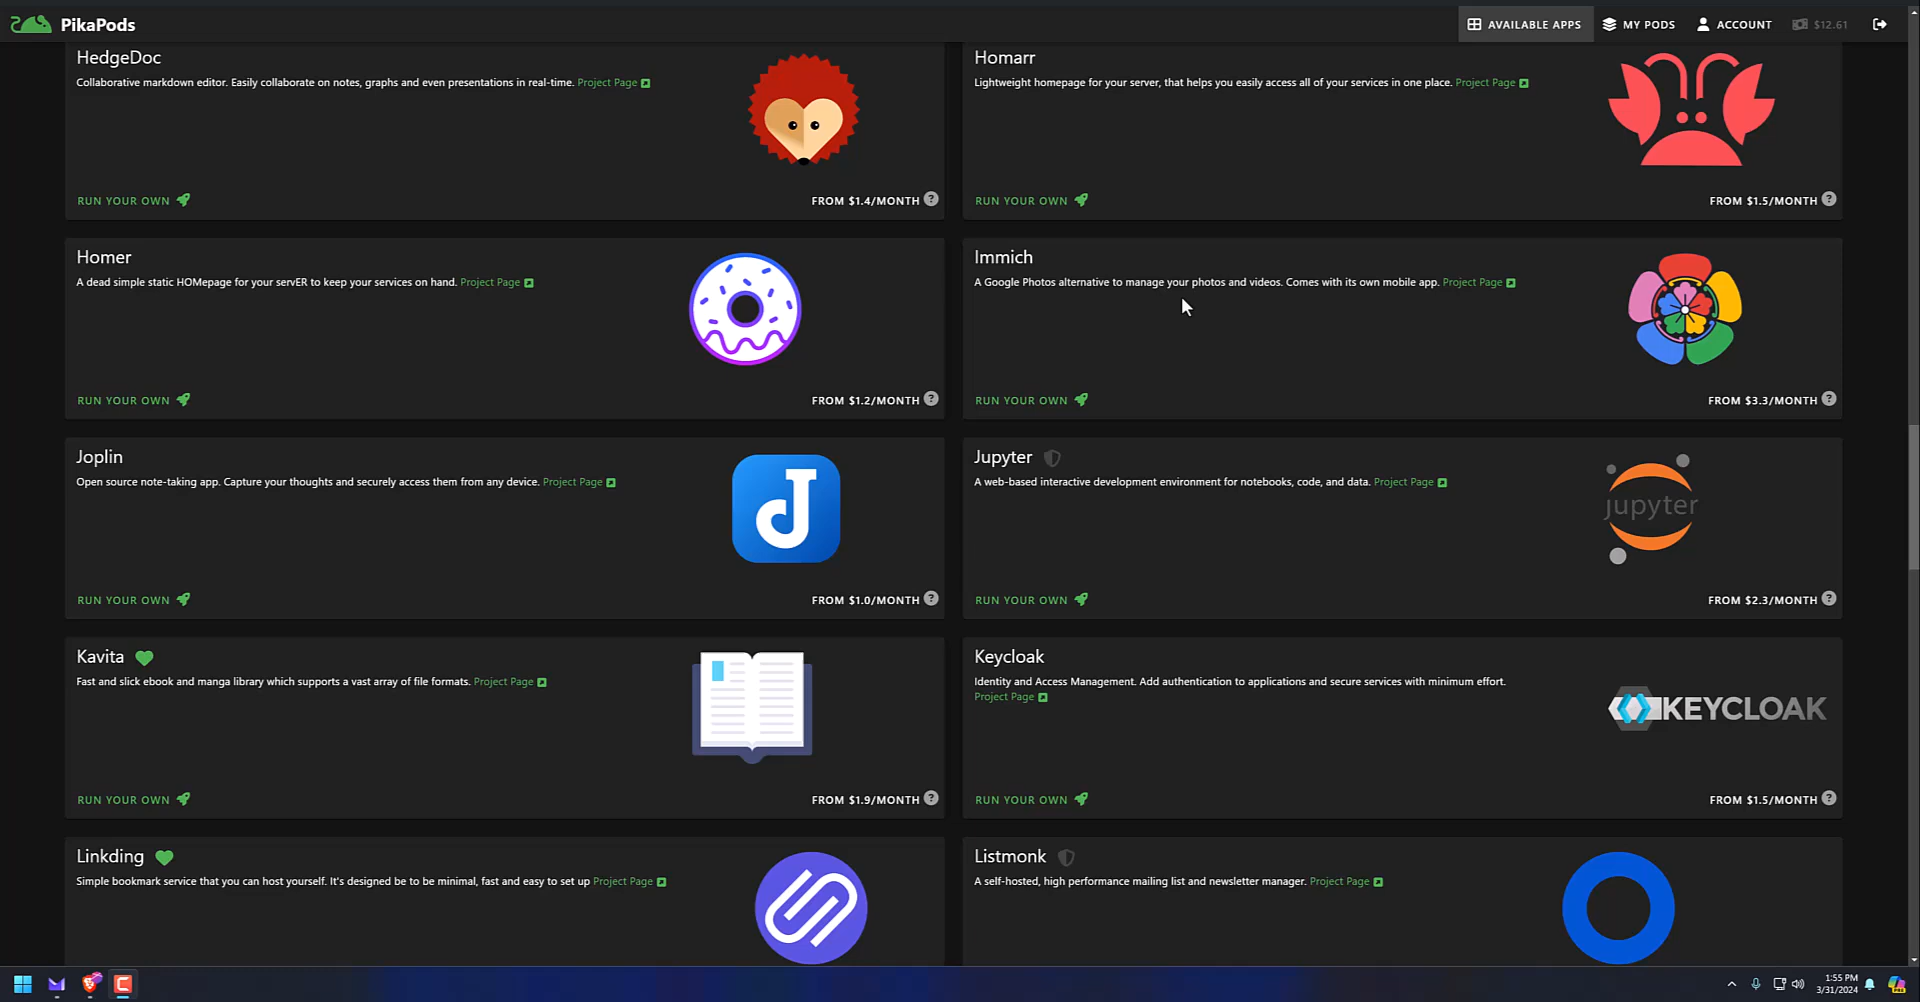 PikaPods
AVAILABLE APPS
MY PODS
ACCOUNT
$12.61
HedgeDoc
Collaborative markdown editor. Easily collaborate on notes, graphs and even presentations in real-time. Project Page
RUN YOUR OWN
FROM $1.4/MONTH ?
Homarr
Lightweight homepage for your server, that helps you easily access all of your services in one place. Project Page
RUN YOUR OWN
FROM $1.5/MONTH ?
Homer
A dead simple static HOMepage for your servER to keep your services on hand. Project Page
RUN YOUR OWN
FROM $1.2/MONTH ?
Immich
A Google Photos alternative to manage your photos and videos. Comes with its own mobile app. Project Page
RUN YOUR OWN
FROM $3.3/MONTH ?
Joplin
Open source note-taking app. Capture your thoughts and securely access them from any device. Project Page
J
RUN YOUR OWN
FROM $1.0/MONTH ?
Jupyter
A web-based interactive development environment for notebooks, code, and data. Project Page
jupyter
RUN YOUR OWN
FROM $2.3/MONTH ?
Kavita
Fast and slick ebook and manga library which supports a vast array of file formats. Project Page
RUN YOUR OWN
FROM $1.9/MONTH ?
Keycloak
Identity and Access Management. Add authentication to applications and secure services with minimum effort.
Project Page
KEYCLOAK
RUN YOUR OWN
FROM $1.5/MONTH ?
Linkding
Simple bookmark service that you can host yourself. It's designed be to be minimal, fast and easy to set up Project Page
Listmonk
A self-hosted, high performance mailing list and newsletter manager. Project Page
1:55 PM
3/31/2024